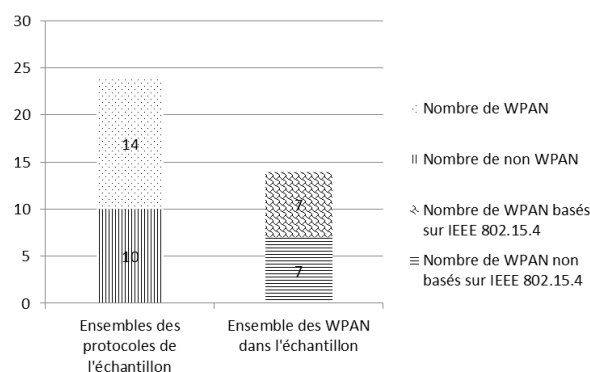 30
25
20
15
10
5
0
14
10
7
7
Ensembles des
protocoles de
l'échantillon
Ensemble des WPAN
dans l'échantillon
Nombre de WPAN
Nombre de non WPAN
Nombre de WPAN basés
sur IEEE 802.15.4
Nombre de WPAN non
basés sur IEEE 802.15.4